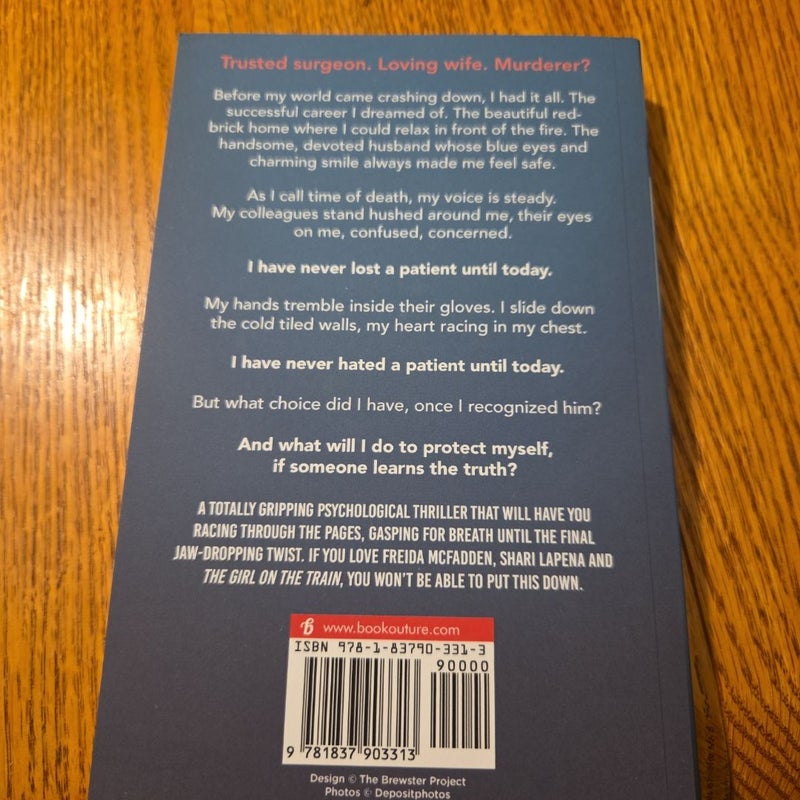 Trusted surgeon. Loving wife. Murderer?
Before my world came crashing down, I had it all. The
successful career I dreamed of. The beautiful red-
brick home where I could relax in front of the fire. The
handsome, devoted husband whose blue eyes and
charming smile always made me feel safe.
As I call time of death, my voice is steady.
My colleagues stand hushed around me, their eyes
on me, confused, concerned.
I have never lost a patient until today.
My hands tremble inside their gloves. I slide down
the cold tiled walls, my heart racing in my chest.
I have never hated a patient until today.
But what choice did I have, once I recognized him?
And what will I do to protect myself,
if someone learns the truth?
A TOTALLY GRIPPING PSYCHOLOGICAL THRILLER THAT WILL HAVE YOU
RACING THROUGH THE PAGES, GASPING FOR BREATH UNTIL THE FINAL
JAW-DROPPING TWIST. IF YOU LOVE FREIDA MCFADDEN, SHARI LAPENA AND
THE GIRL ON THE TRAIN, YOU WON'T BE ABLE TO PUT THIS DOWN.
b www.bookouture.com
ISBN 978-1-83790-331-3
90000
9 781837 903313
Design © The Brewster Project
Photos © Depositphotos